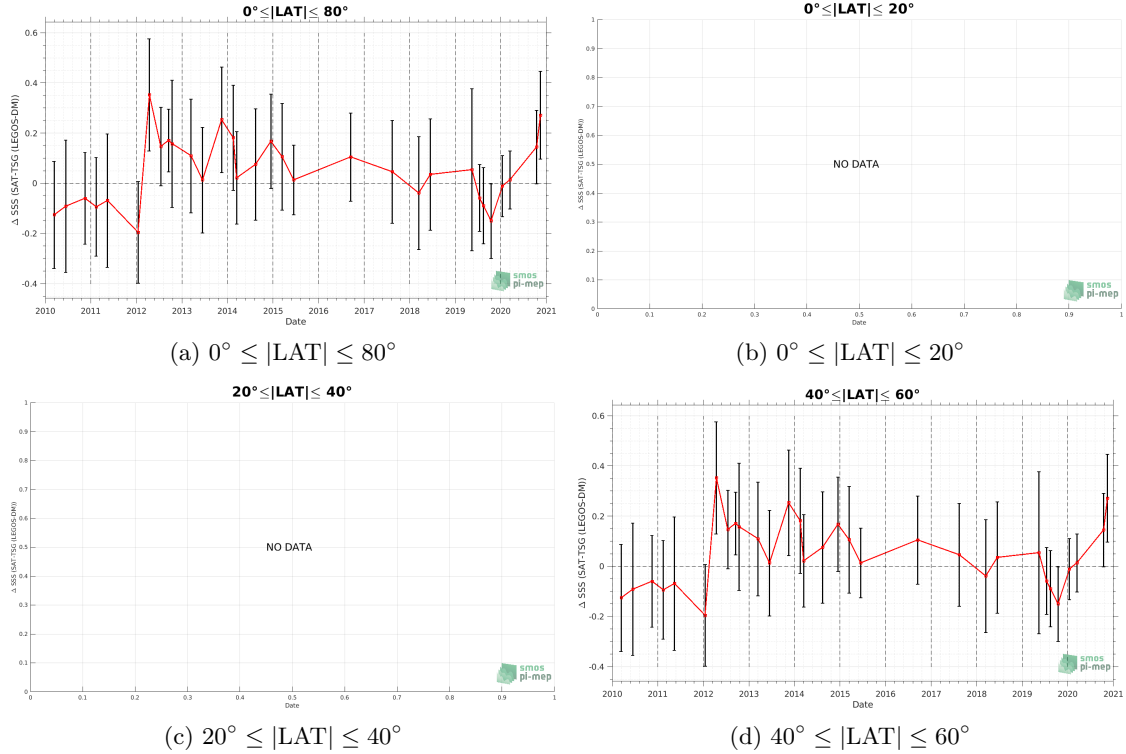 0°≤|LAT|≤ 80°
Δ SSS (SAT-TSG (LEGOS-DM))
0.6
0.4
0.2
0
-0.2
-0.4
2010 2011 2012 2013 2014 2015 2016 2017 2018 2019 2020 2021
Date
smos
pi-mep
(a) 0° ≤ |LAT| ≤ 80°
0°≤|LAT|≤ 20°
Δ SSS (SAT-TSG (LEGOS-DM))
1
0.9
0.8
0.7
0.6
0.5
0.4
0.3
0.2
0.1
0
NO DATA
0 0.1 0.2 0.3 0.4 0.5 0.6 0.7 0.8 0.9 1
Date
smos
pi-mep
(b) 0° ≤ |LAT| ≤ 20°
20°≤|LAT|≤ 40°
Δ SSS (SAT-TSG (LEGOS-DM))
1
0.9
0.8
0.7
0.6
0.5
0.4
0.3
0.2
0.1
0
NO DATA
0 0.1 0.2 0.3 0.4 0.5 0.6 0.7 0.8 0.9 1
Date
smos
pi-mep
(c) 20° ≤ |LAT| ≤ 40°
40°≤|LAT|≤ 60°
Δ SSS (SAT-TSG (LEGOS-DM))
0.6
0.4
0.2
0
-0.2
-0.4
2010 2011 2012 2013 2014 2015 2016 2017 2018 2019 2020 2021
Date
smos
pi-mep
(d) 40° ≤ |LAT| ≤ 60°